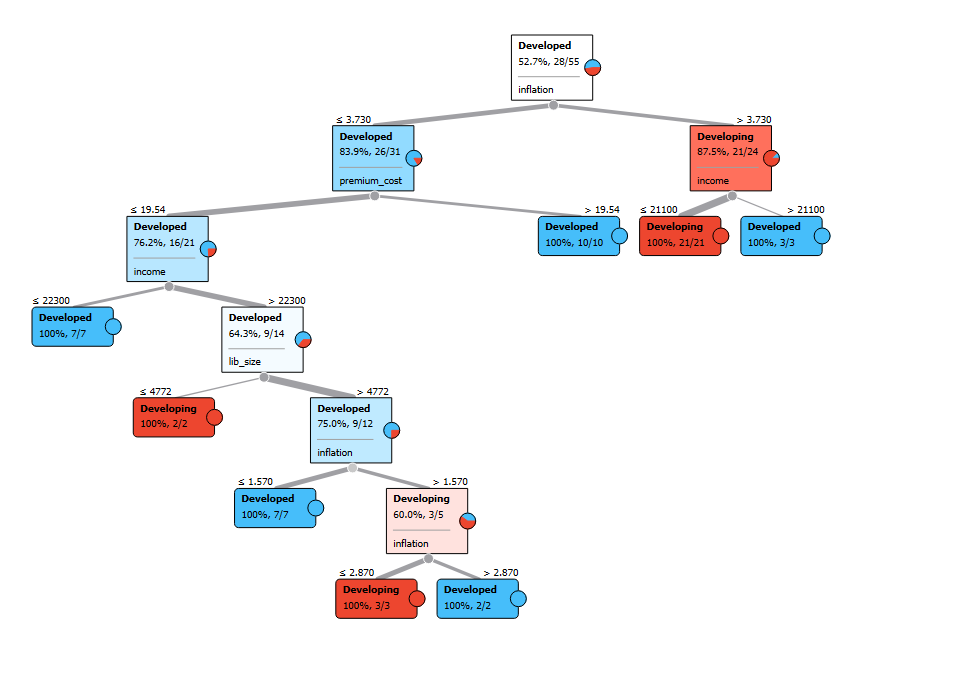 Developed
52.7%, 28/55
inflation
≤ 3.730
> 3.730
Developed
83.9%, 26/31
premium_cost
Developing
87.5%, 21/24
income
≤ 19.54
> 19.54
≤ 21100
> 21100
Developed
76.2%, 16/21
income
Developed
100%, 10/10
Developing
100%, 21/21
Developed
100%, 3/3
≤ 22300
> 22300
Developed
100%, 7/7
Developed
64.3%, 9/14
lib_size
≤ 4772
> 4772
Developing
100%, 2/2
Developed
75.0%, 9/12
inflation
≤ 1.570
> 1.570
Developed
100%, 7/7
Developing
60.0%, 3/5
inflation
≤ 2.870
> 2.870
Developing
100%, 3/3
Developed
100%, 2/2